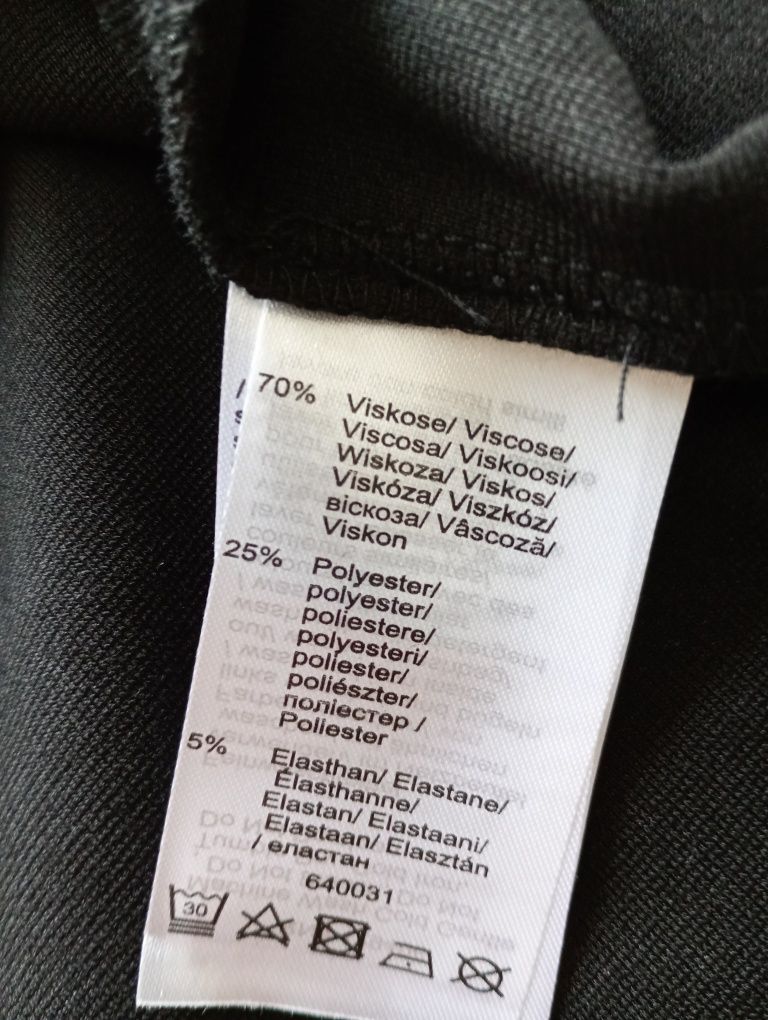 70% Viskose/ Viscose/
Viscosa/ Viskoosi/
Wiskoza/ Viskos/
Viskóza/ Viszkóz/
віскоза/ Vâscoză/
Viskon
25% Polyester/
polyester/
poliestere/
polyesteri/
poliester/
poliészter/
поліестер /
Poliester
5% Elasthan/ Elastane/
Élasthanne/
Elastan/ Elastaani/
Elastaan/ Elasztán
/ еластан
640031
30